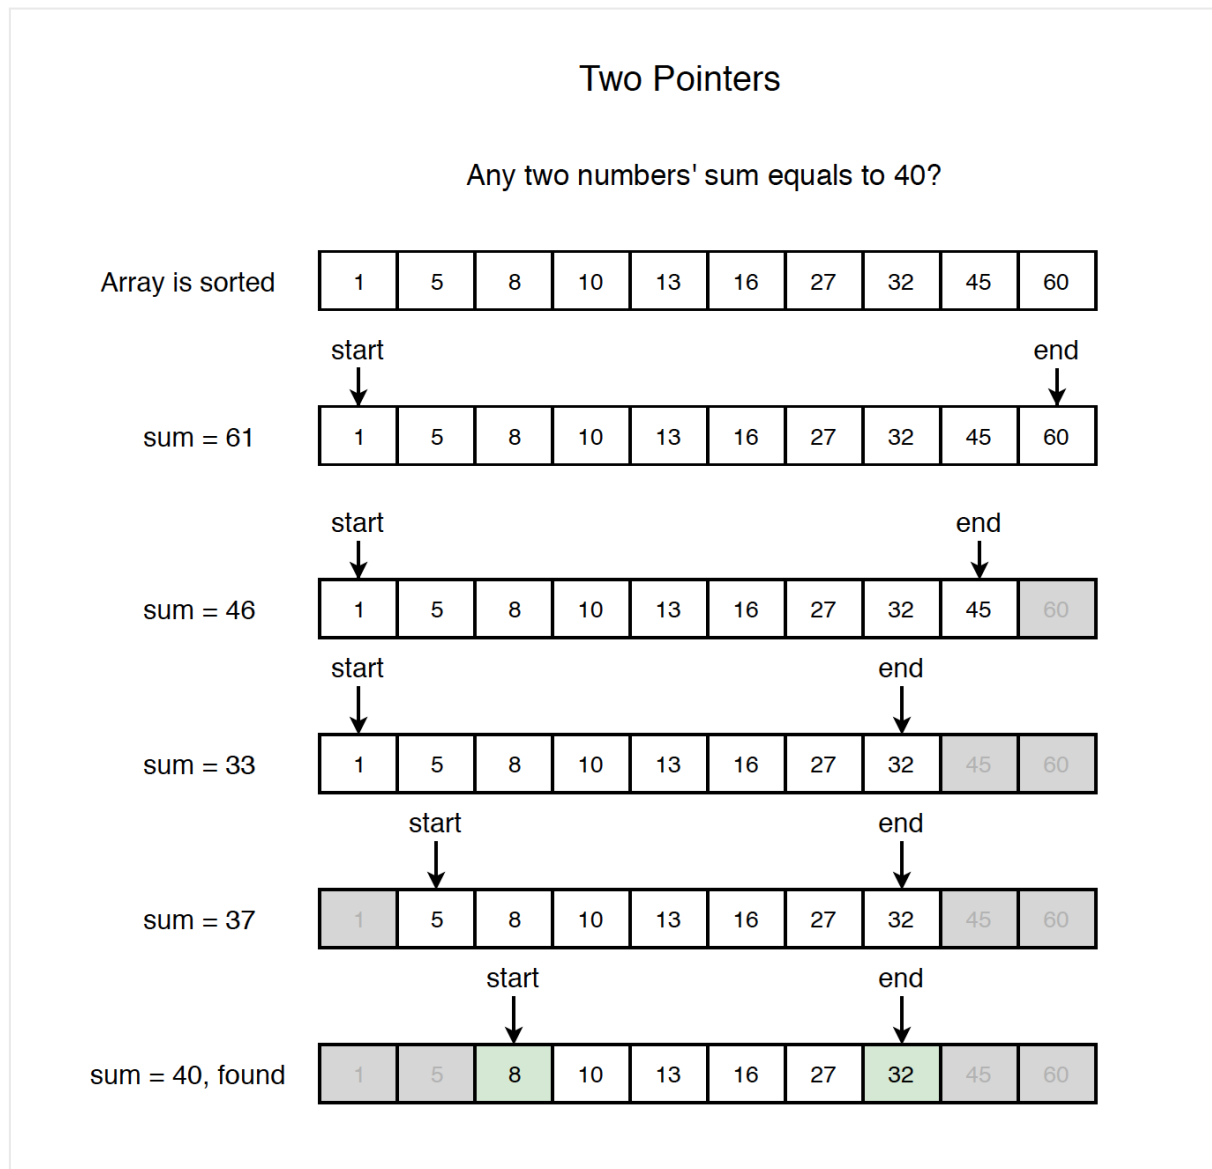 Two Pointers
Any two numbers' sum equals to 40?
Array is sorted 1 5 8 10 13 16 27 32 45 60
start end
sum = 61 1 5 8 10 13 16 27 32 45 60
start end
sum = 46 1 5 8 10 13 16 27 32 45 60
start end
sum = 33 1 5 8 10 13 16 27 32 45 60
start end
sum = 37 1 5 8 10 13 16 27 32 45 60
start end
sum = 40, found 1 5 8 10 13 16 27 32 45 60